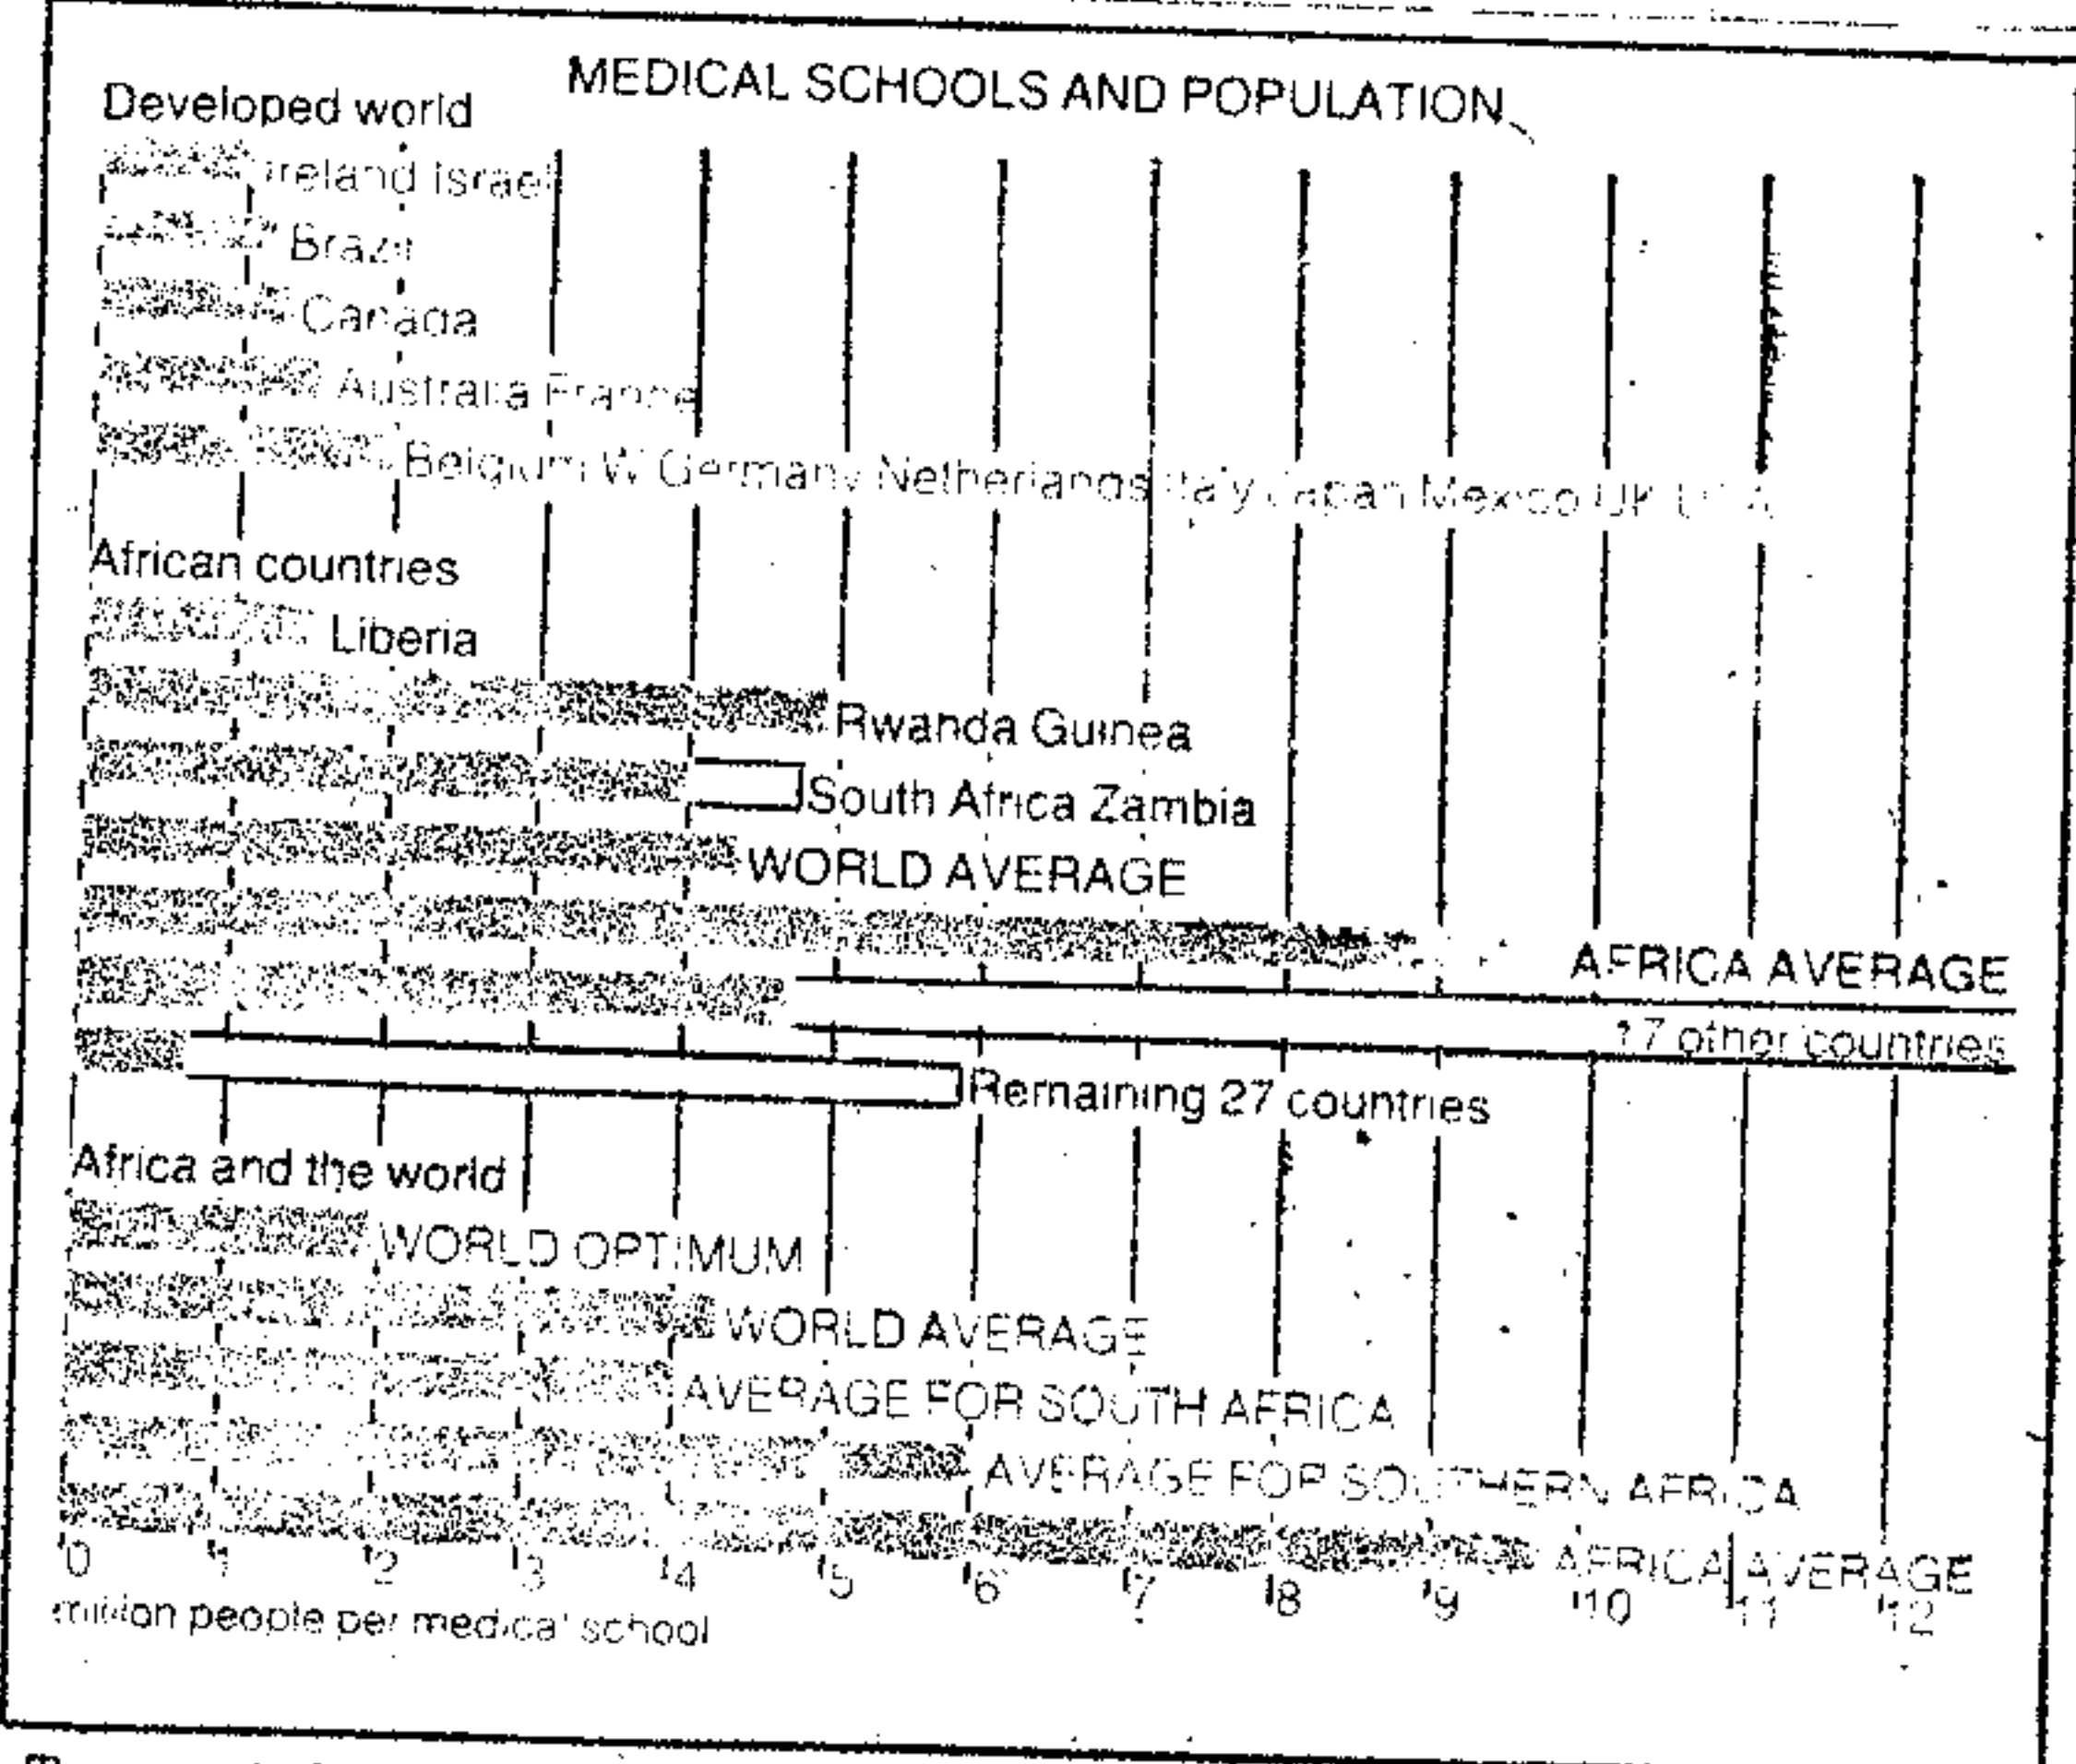 MEDICAL SCHOOLS AND POPULATION
Developed world
Ireland Israel
Brazil
Canada
Australia France
Belgium W Germany Netherlands Italy Japan Mexico UK USA
African countries
Liberia
Rwanda Guinea
South Africa Zambia
WORLD AVERAGE
AFRICA AVERAGE
17 other countries
Remaining 27 countries
Africa and the world
WORLD OPTIMUM
WORLD AVERAGE
AVERAGE FOR SOUTH AFRICA
AVERAGE FOR SOUTHERN AFRICA
AFRICA AVERAGE
0 1 2 3 4 5 6 7 8 9 10 11 12
million people per medical school